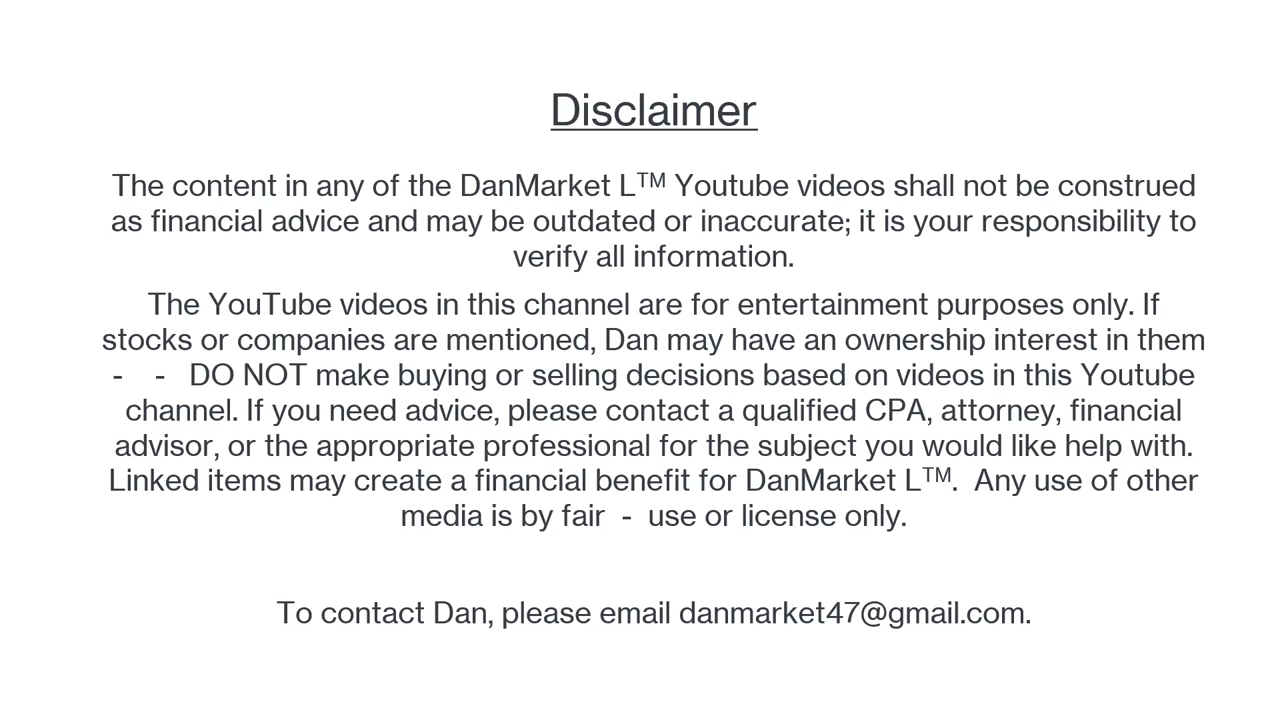 Disclaimer
The content in any of the DanMarket L™ Youtube videos shall not be construed
as financial advice and may be outdated or inaccurate; it is your responsibility to
verify all information.
The YouTube videos in this channel are for entertainment purposes only. If
stocks or companies are mentioned, Dan may have an ownership interest in them
- - DO NOT make buying or selling decisions based on videos in this Youtube
channel. If you need advice, please contact a qualified CPA, attorney, financial
advisor, or the appropriate professional for the subject you would like help with.
Linked items may create a financial benefit for DanMarket L™. Any use of other
media is by fair - use or license only.
To contact Dan, please email danmarket47@gmail.com.